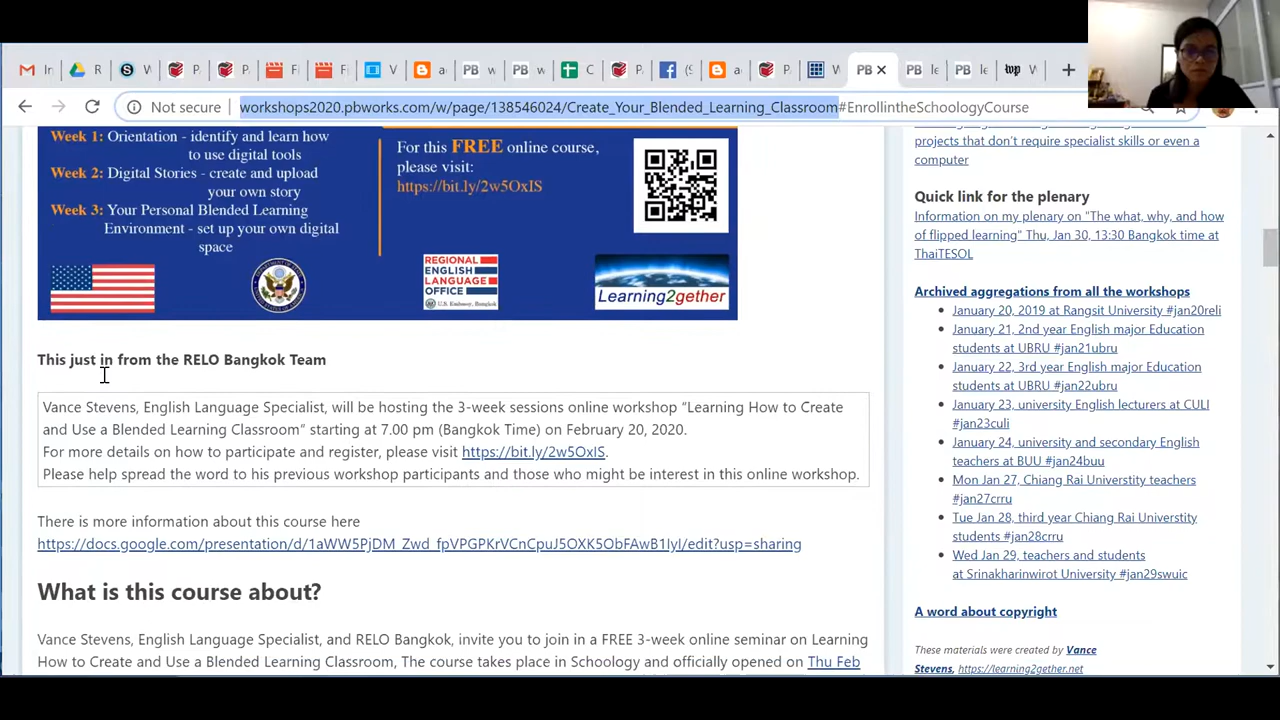 In
R
W
P
P
Fi
Fi
V
a
w
w
C
P
(S
a
P
W
PB
le
le
W
Not secure
workshops2020.pbworks.com/w/page/138546024/Create_Your_Blended_Learning_Classroom#EnrollintheSchoologyCourse
Week 1: Orientation - identify and learn how
to use digital tools
Week 2: Digital Stories - create and upload
your own story
Week 3: Your Personal Blended Learning
Environment - set up your own digital
space
For this FREE online course,
please visit:
https://bit.ly/2w5OxIS
REGIONAL
ENGLISH
LANGUAGE
OFFICE
U.S. Embassy, Bangkok
Learning2gether
This just in from the RELO Bangkok Team
Vance Stevens, English Language Specialist, will be hosting the 3-week sessions online workshop “Learning How to Create
and Use a Blended Learning Classroom” starting at 7.00 pm (Bangkok Time) on February 20, 2020.
For more details on how to participate and register, please visit https://bit.ly/2w5OxIS.
Please help spread the word to his previous workshop participants and those who might be interest in this online workshop.
There is more information about this course here
https://docs.google.com/presentation/d/1aWW5PjDM_Zwd_fpVPGPKrVCnCpuJ5OXK5ObFAwB1IyI/edit?usp=sharing
What is this course about?
Vance Stevens, English Language Specialist, and RELO Bangkok, invite you to join in a FREE 3-week online seminar on Learning
How to Create and Use a Blended Learning Classroom, The course takes place in Schoology and officially opened on Thu Feb
projects that don’t require specialist skills or even a
computer
Quick link for the plenary
Information on my plenary on "The what, why, and how
of flipped learning" Thu, Jan 30, 13:30 Bangkok time at
ThaiTESOL
Archived aggregations from all the workshops
January 20, 2019 at Rangsit University #jan20reli
January 21, 2nd year English major Education
students at UBRU #jan21ubru
January 22, 3rd year English major Education
students at UBRU #jan22ubru
January 23, university English lecturers at CULI
#jan23culi
January 24, university and secondary English
teachers at BUU #jan24buu
Mon Jan 27, Chiang Rai Universtity teachers
#jan27crru
Tue Jan 28, third year Chiang Rai Universtity
students #jan28crru
Wed Jan 29, teachers and students
at Srinakharinwirot University #jan29swuic
A word about copyright
These materials were created by Vance
Stevens, https://learning2gether.net